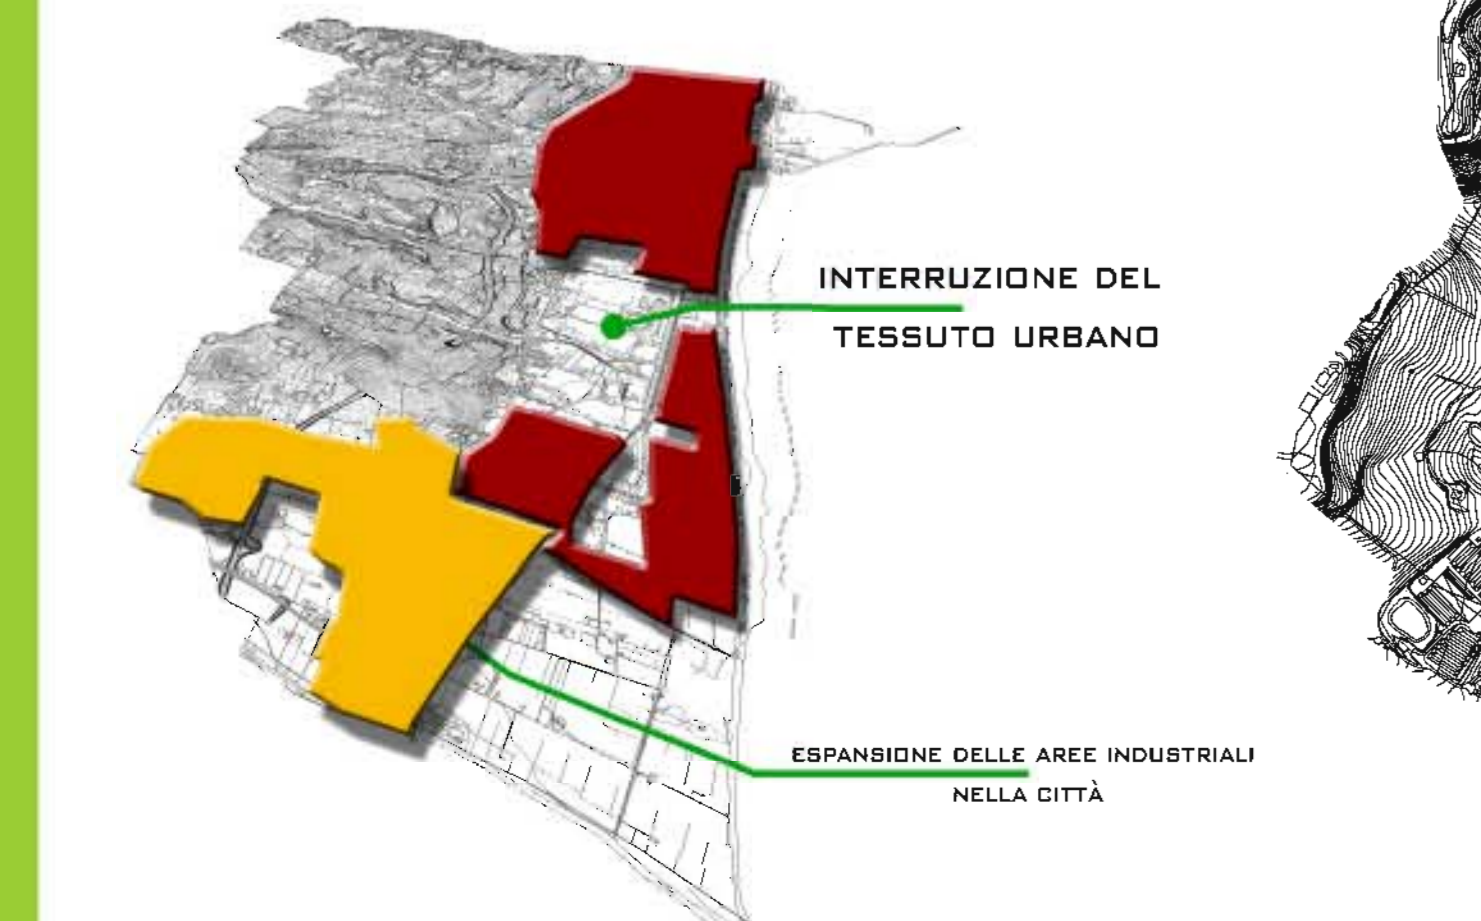 INTERRUZIONE DEL
TESSUTO URBANO
ESPANSIONE DELLE AREE INDUSTRIALI
NELLA CITTÀ